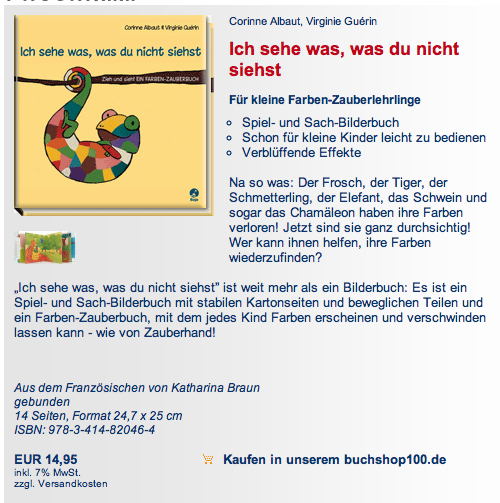 Corinne Albaut, Virginie Guérin
Ich sehe was, was du nicht
siehst
Corinne Albaut Virginie Guérin
Ich sehe was, was du nicht siehst
Zieh und sieh! EIN FARBEN-ZAUBERBUCH
Für kleine Farben-Zauberlehrlinge
Spiel- und Sach-Bilderbuch
Schon für kleine Kinder leicht zu bedienen
Verblüffende Effekte
Na so was: Der Frosch, der Tiger, der
Schmetterling, der Elefant, das Schwein und
sogar das Chamäleon haben ihre Farben
verloren! Jetzt sind sie ganz durchsichtig!
Wer kann ihnen helfen, ihre Farben
wiederzufinden?
„Ich sehe was, was du nicht siehst” ist weit mehr als ein Bilderbuch: Es ist ein
Spiel- und Sach-Bilderbuch mit stabilen Kartonseiten und beweglichen Teilen und
ein Farben-Zauberbuch, mit dem jedes Kind Farben erscheinen und verschwinden
lassen kann - wie von Zauberhand!
Aus dem Französischen von Katharina Braun
gebunden
14 Seiten, Format 24,7 x 25 cm
ISBN: 978-3-414-82046-4
EUR 14,95
Kaufen in unserem buchshop100.de
inkl. 7% MwSt.
zzgl. Versandkosten